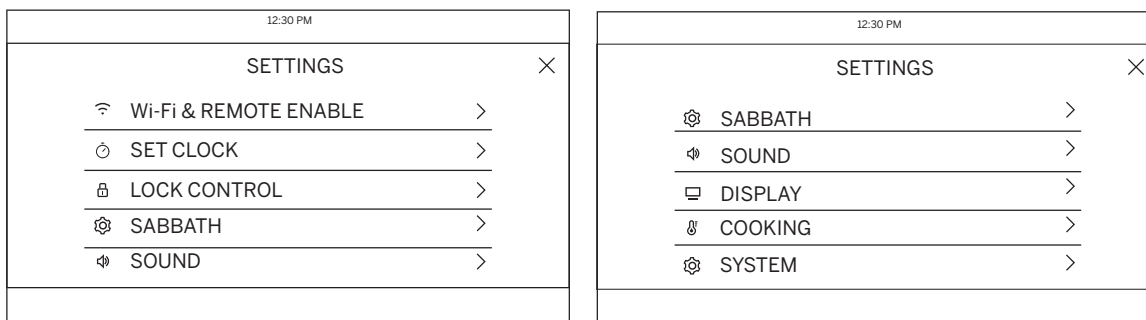 12:30 PM
SETTINGS
Wi-Fi & REMOTE ENABLE
SET CLOCK
LOCK CONTROL
SABBATH
SOUND
12:30 PM
SETTINGS
SABBATH
SOUND
DISPLAY
COOKING
SYSTEM